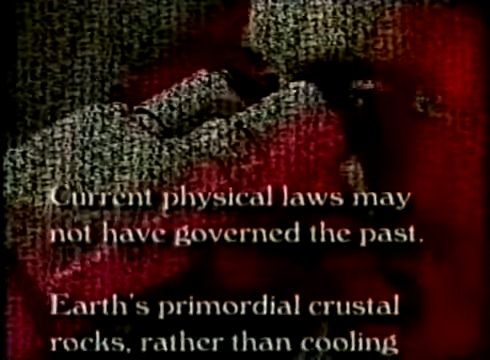 Current physical laws may
not have governed the past.
Earth's primordial crustal
rocks, rather than cooling